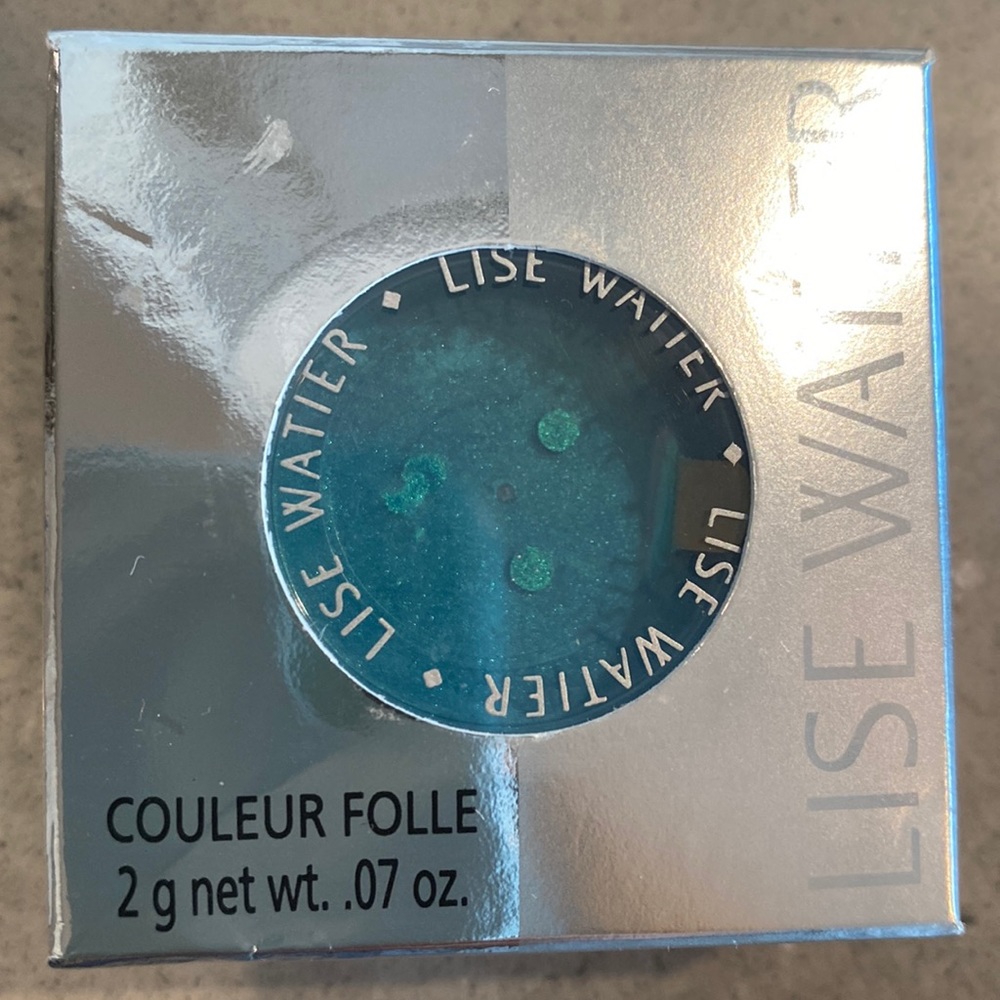 LISE WATIER
LISE WATIER
LISE WATIER
LISE WATIER
COULEUR FOLLE
2 g net wt. .07 oz.